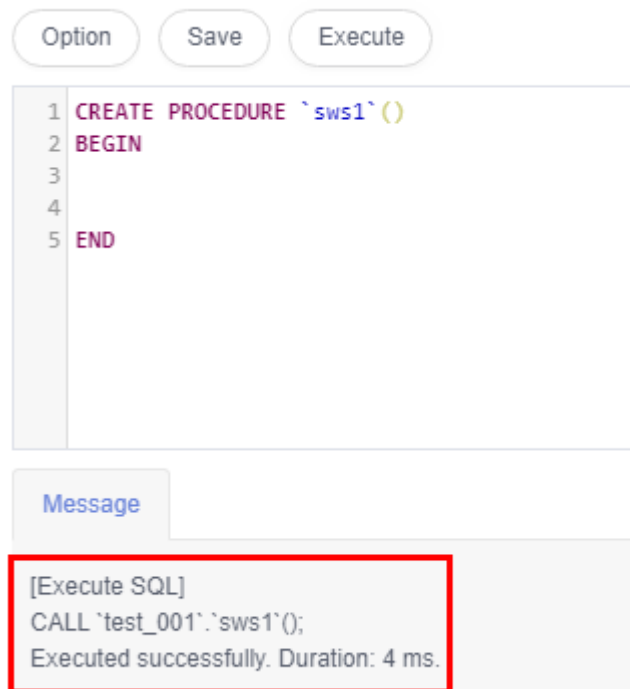 Option Save Execute
1 CREATE PROCEDURE `sws1`()
2 BEGIN
3
4
5 END
Message
[Execute SQL]
CALL `test_001`.`sws1`();
Executed successfully. Duration: 4 ms.